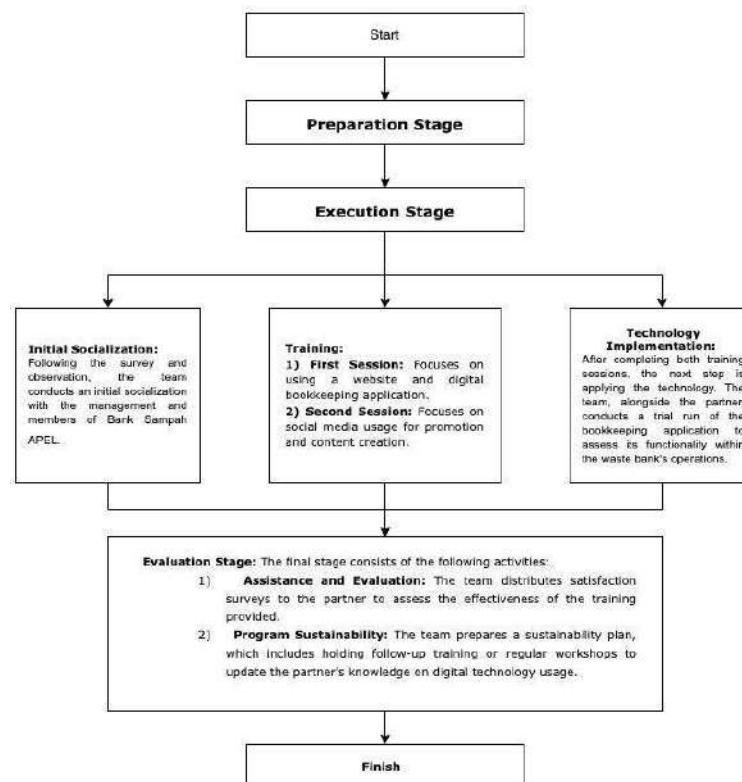 Start
Preparation Stage
Execution Stage
Initial Socialization:
Following the survey and
observation, the team
conducts an initial socialization
with the management and
members of Bank Sampah
APEL.
Training:
1) First Session: Focuses on
using a website and digital
bookkeeping application.
2) Second Session: Focuses on
social media usage for promotion
and content creation.
Technology
Implementation:
After completing both training
sessions, the next step is
applying the technology. The
team, alongside the partner
conducts a trial run of the
bookkeeping application to
assess its functionality within
the waste bank's operations.
Evaluation Stage: The final stage consists of the following activities:
1) Assistance and Evaluation: The team distributes satisfaction
surveys to the partner to assess the effectiveness of the training
provided.
2) Program Sustainability: The team prepares a sustainability plan,
which includes holding follow-up training or regular workshops to
update the partner's knowledge on digital technology usage.
Finish